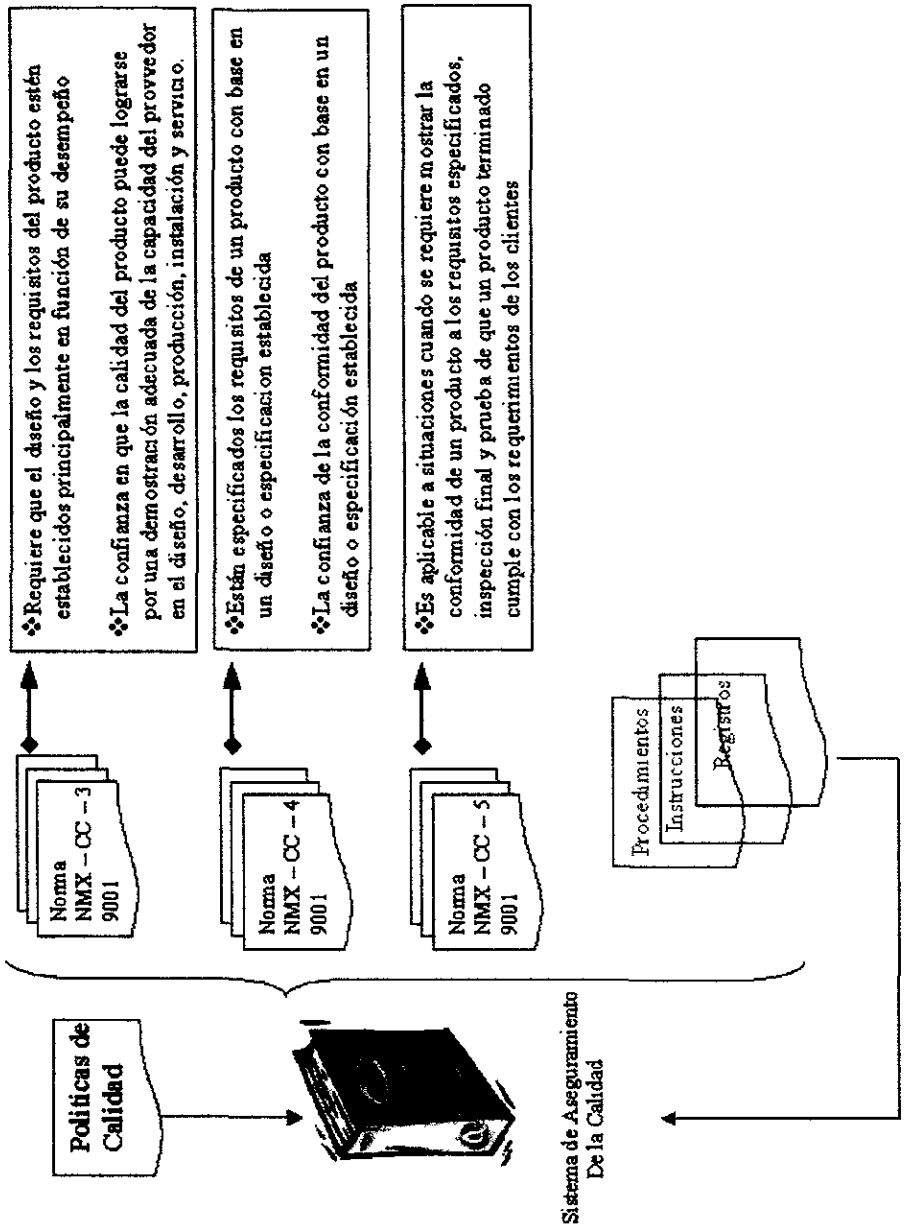 Políticas de
Calidad
Sistema de Aseguramiento
De la Calidad
Norma
NMX – CC – 3
9001
❖Requiere que el diseño y los requisitos del producto estén
establecidos principalmente en función de su desempeño
❖La confianza en que la calidad del producto puede lograrse
por una demostración adecuada de la capacidad del provvedor
en el diseño, desarrollo, producción, instalación y servicio.
Norma
NMX – CC – 4
9001
❖Están especificados los requisitos de un producto con base en
un diseño o especificacion establecida
❖La confianza de la conformidad del producto con base en un
diseño o especificación establecida
Norma
NMX – CC – 5
9001
❖Es aplicable a situaciones cuando se requiere mostrar la
conformidad de un producto a los requisitos especificados,
inspección final y prueba de que un producto terminado
cumple con los requerimientos de los clientes
Procedimientos
Instrucciones
Registros